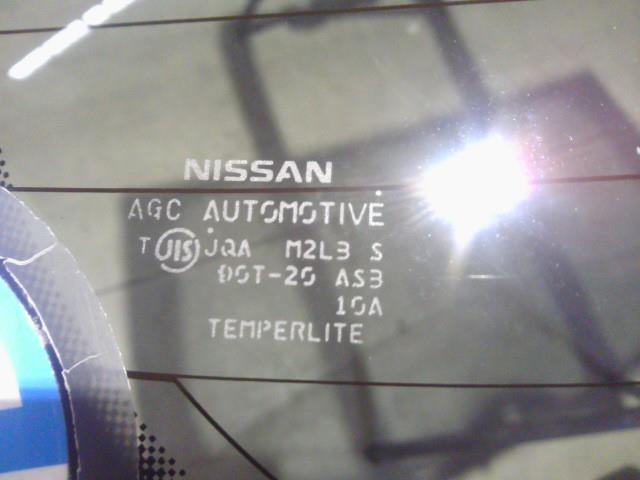 NISSAN
AGC AUTOMOTIVE
T JIS JQA M2L3 S
DOT-20 AS3
10A
TEMPERLITE